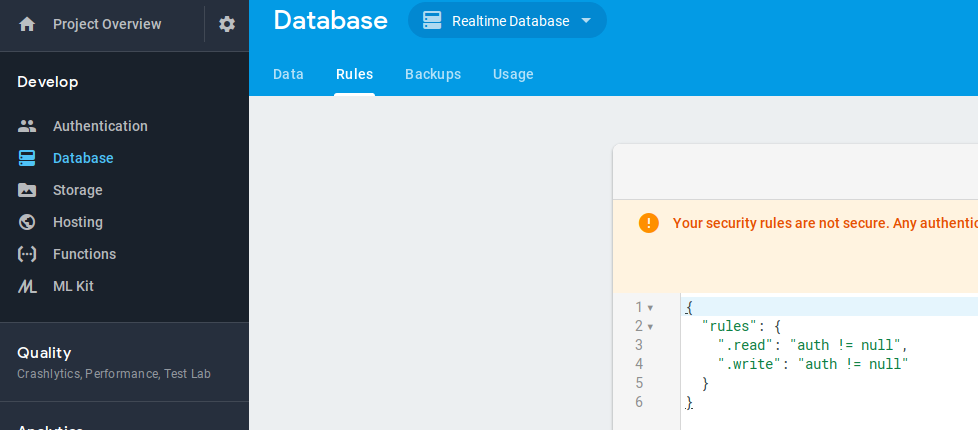 Project Overview
Develop
Authentication
Database
Storage
Hosting
Functions
ML Kit
Quality
Crashlytics, Performance, Test Lab
Analytics
Database
Realtime Database
Data
Rules
Backups
Usage
Your security rules are not secure. Any
1 {
2 "rules": {
3 ".read": "auth != null",
4 ".write": "auth != null"
5 }
6 }